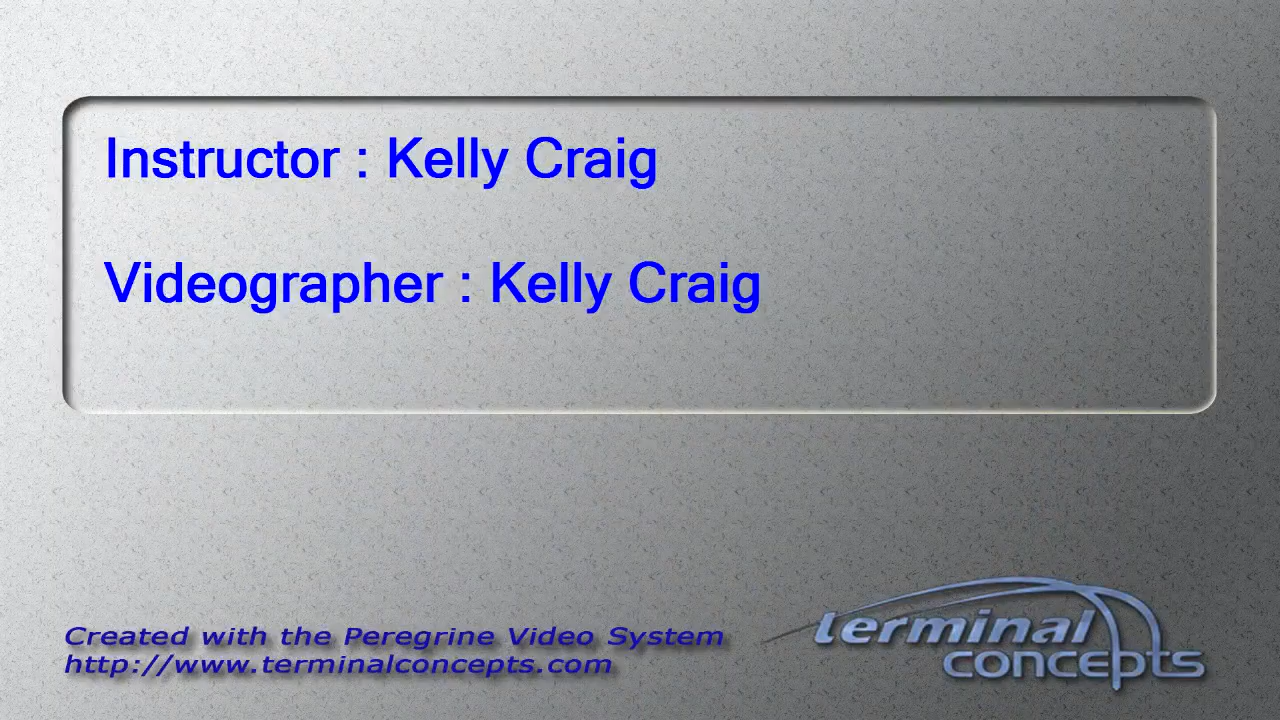 Instructor : Kelly Craig
Videographer : Kelly Craig
Created with the Peregrine Video System
http://www.terminalconcepts.com
terminal
concepts